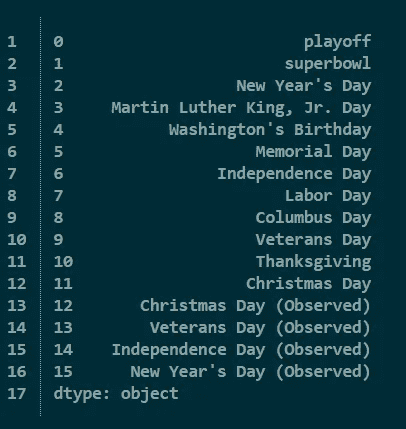 1 0 playoff
2 1 superbowl
3 2 New Year's Day
4 3 Martin Luther King, Jr. Day
5 4 Washington's Birthday
6 5 Memorial Day
7 6 Independence Day
8 7 Labor Day
9 8 Columbus Day
10 9 Veterans Day
11 10 Thanksgiving
12 11 Christmas Day
13 12 Christmas Day (Observed)
14 13 Veterans Day (Observed)
15 14 Independence Day (Observed)
16 15 New Year's Day (Observed)
17 dtype: object